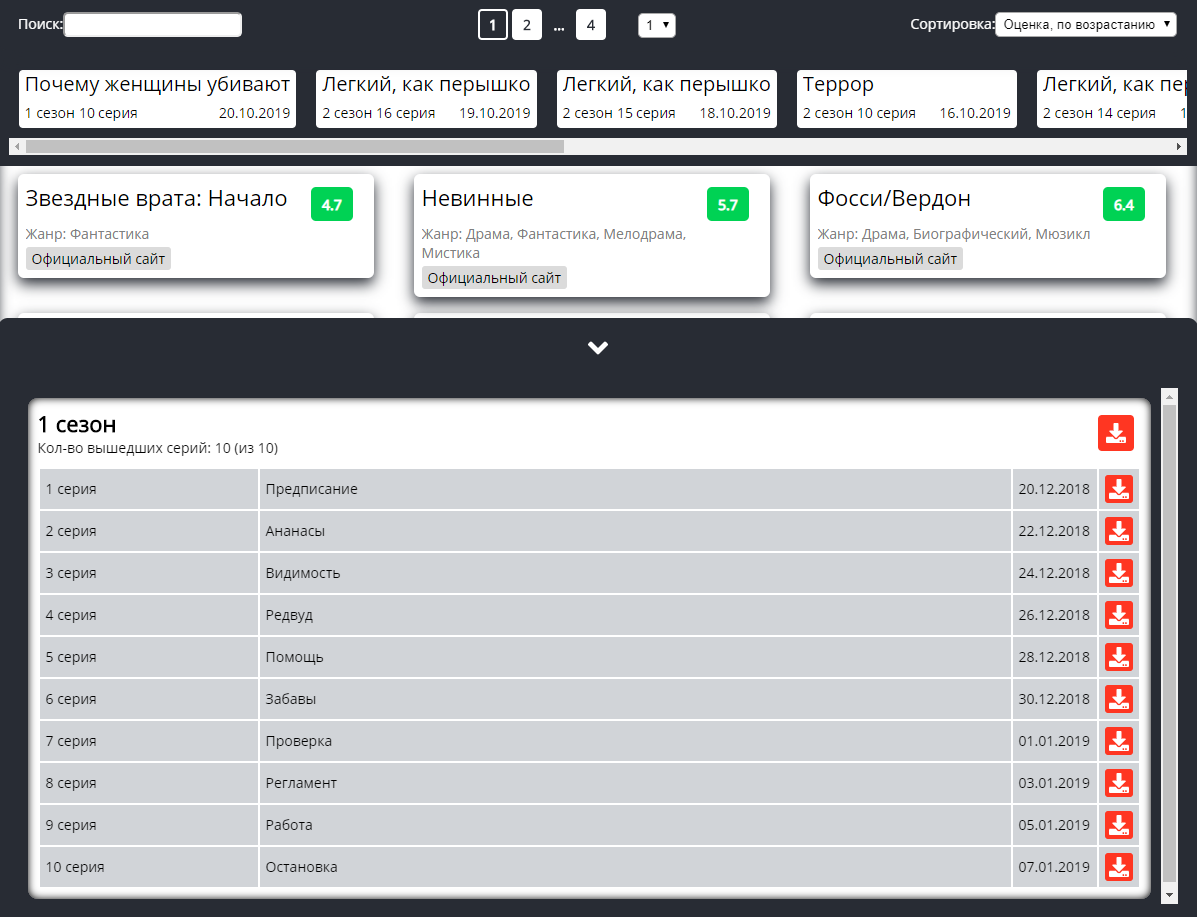 Поиск:
1 2 ... 4
1
Сортировка: Оценка, по возрастанию
Почему женщины убивают
1 сезон 10 серия 20.10.2019
Легкий, как перышко
2 сезон 16 серия 19.10.2019
Легкий, как перышко
2 сезон 15 серия 18.10.2019
Террор
2 сезон 10 серия 16.10.2019
Легкий, как пер
2 сезон 14 серия 1
Звездные врата: Начало 4.7
Жанр: Фантастика
Официальный сайт
Невинные 5.7
Жанр: Драма, Фантастика, Мелодрама,
Мистика
Официальный сайт
Фосси/Вердон 6.4
Жанр: Драма, Биографический, Мюзикл
Официальный сайт
1 сезон
Кол-во вышедших серий: 10 (из 10)
1 серия Предписание 20.12.2018
2 серия Ананасы 22.12.2018
3 серия Видимость 24.12.2018
4 серия Редвуд 26.12.2018
5 серия Помощь 28.12.2018
6 серия Забавы 30.12.2018
7 серия Проверка 01.01.2019
8 серия Регламент 03.01.2019
9 серия Работа 05.01.2019
10 серия Остановка 07.01.2019